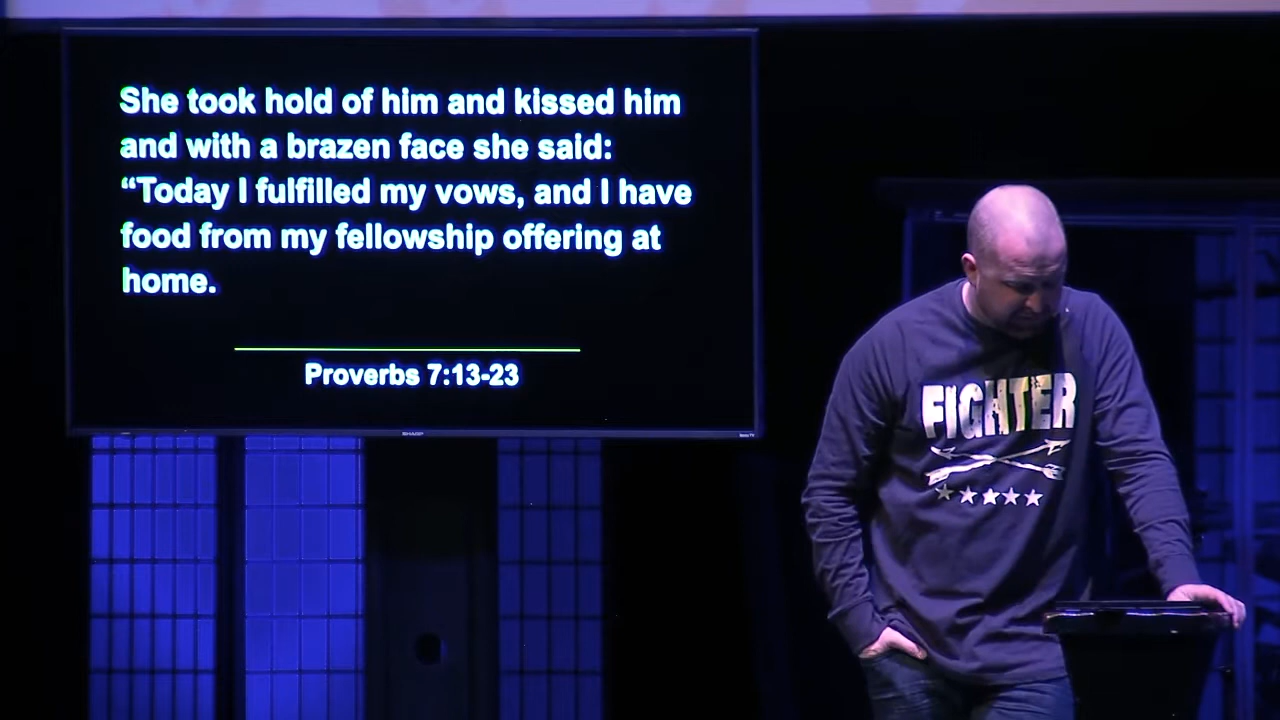 She took hold of him and kissed him
and with a brazen face she said:
“Today I fulfilled my vows, and I have
food from my fellowship offering at
home.
Proverbs 7:13-23
SHARP
FIGHTER